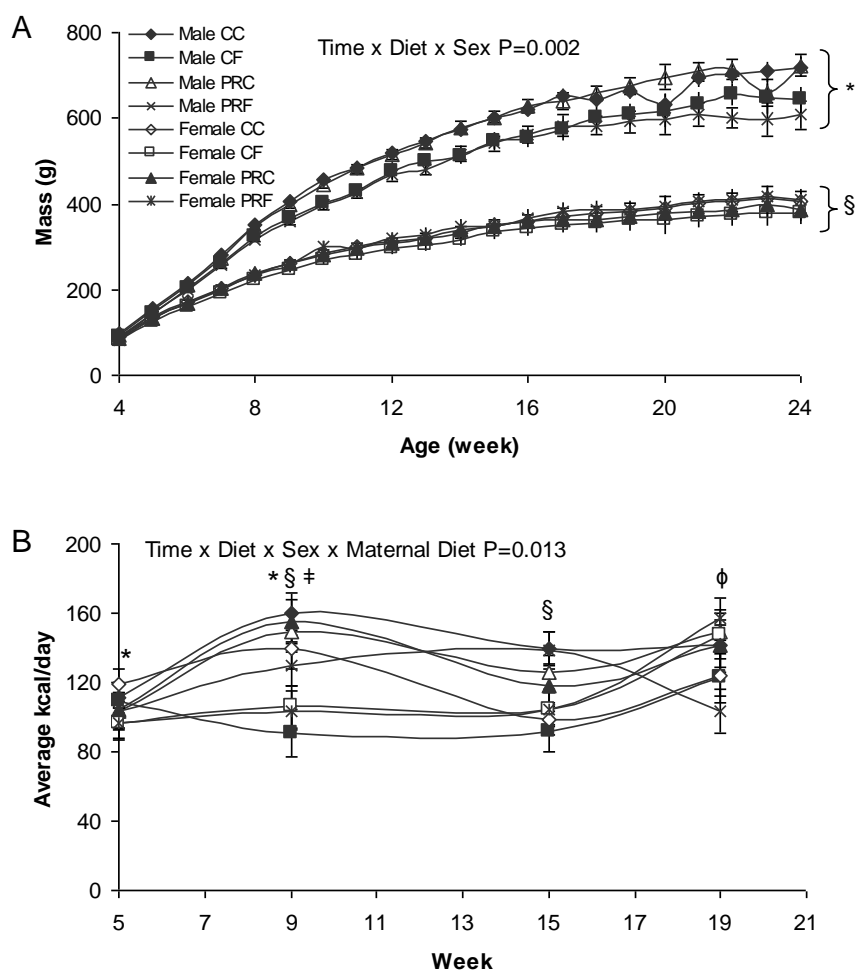 A
Time x Diet x Sex P=0.002
Male CC
Male CF
Male PRC
Male PRF
Female CC
Female CF
Female PRC
Female PRF
800
600
400
200
0
*
§
Mass (g)
4 8 12 16 20 24
Age (week)
B
Time x Diet x Sex x Maternal Diet P=0.013
200
160
120
80
40
0
*
* § ‡
§
ϕ
Average kcal/day
5 7 9 11 13 15 17 19 21
Week